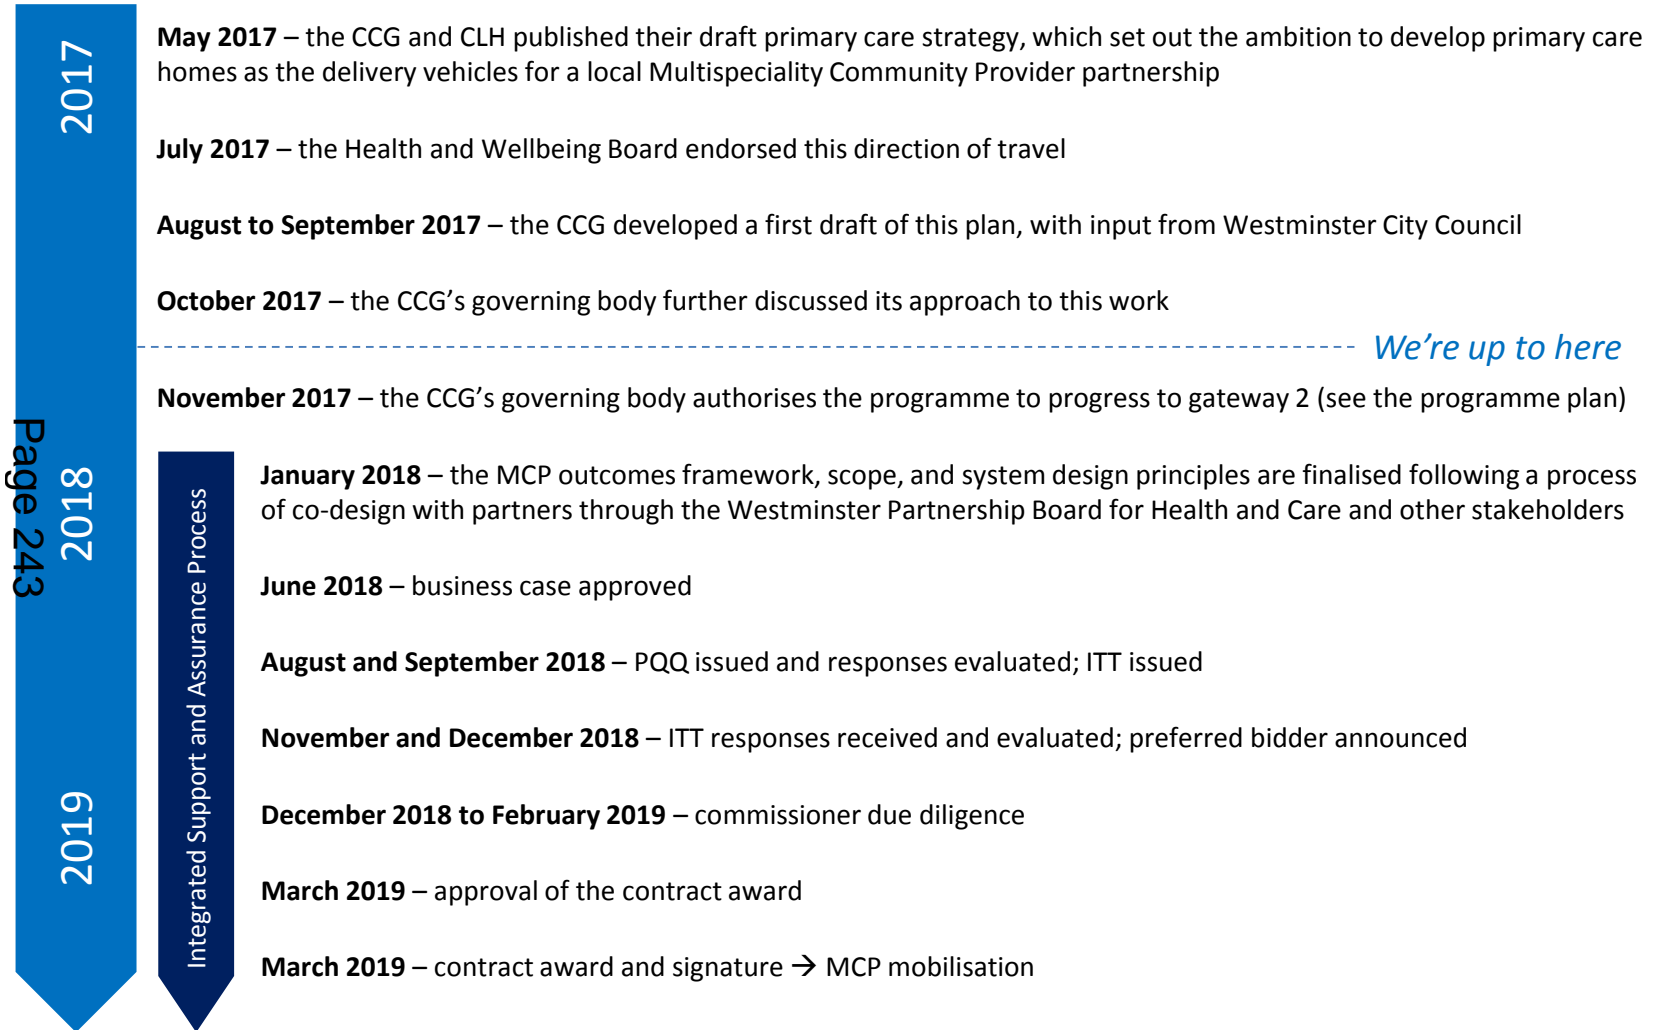 2017
May 2017 – the CCG and CLH published their draft primary care strategy, which set out the ambition to develop primary care
homes as the delivery vehicles for a local Multispeciality Community Provider partnership
July 2017 – the Health and Wellbeing Board endorsed this direction of travel
August to September 2017 – the CCG developed a first draft of this plan, with input from Westminster City Council
October 2017 – the CCG’s governing body further discussed its approach to this work
We’re up to here
November 2017 – the CCG’s governing body authorises the programme to progress to gateway 2 (see the programme plan)
Page 243
2018
Integrated Support and Assurance Process
January 2018 – the MCP outcomes framework, scope, and system design principles are finalised following a process
of co-design with partners through the Westminster Partnership Board for Health and Care and other stakeholders
June 2018 – business case approved
August and September 2018 – PQQ issued and responses evaluated; ITT issued
November and December 2018 – ITT responses received and evaluated; preferred bidder announced
2019
December 2018 to February 2019 – commissioner due diligence
March 2019 – approval of the contract award
March 2019 – contract award and signature → MCP mobilisation